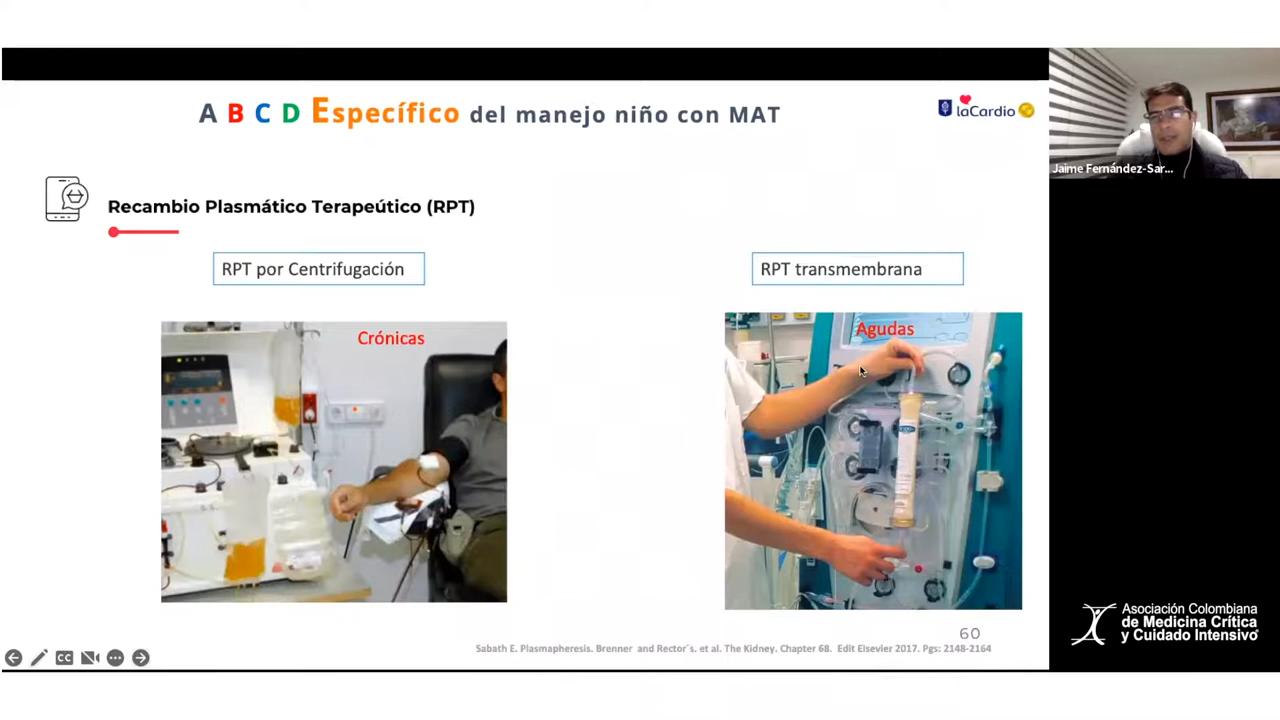 A B C D Específico del manejo niño con MAT
laCardio
Jaime Fernández-Sar...
Recambio Plasmático Terapeútico (RPT)
RPT por Centrifugación
RPT transmembrana
Crónicas
Agudas
60
Sabath E. Plasmapheresis. Brenner and Rector´s. et al. The Kidney. Chapter 68. Edit Elsevier 2017. Pgs: 2148-2164
CC
Asociación Colombiana
de Medicina Crítica
y Cuidado Intensivo